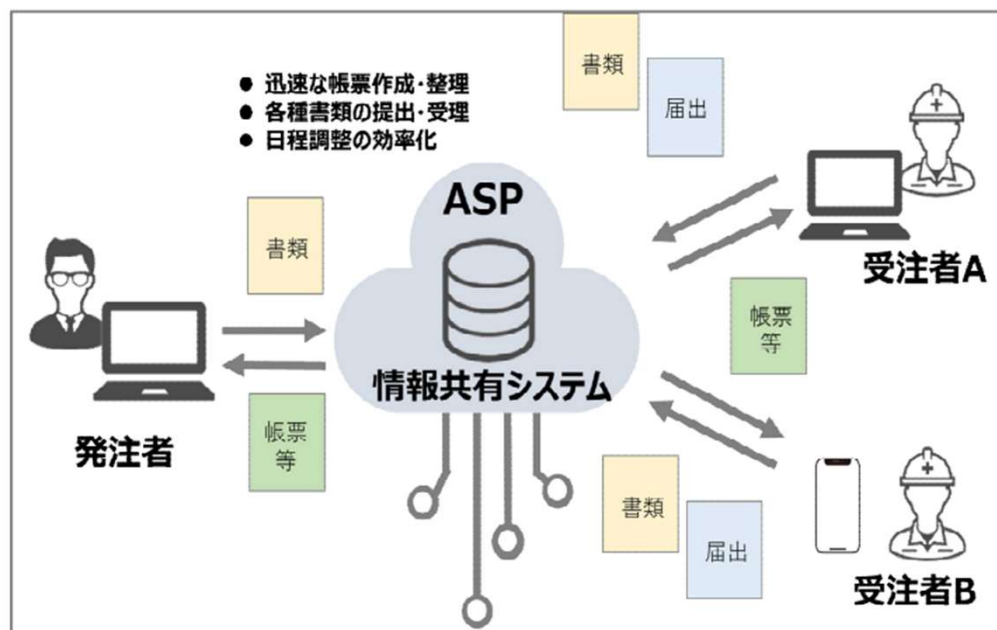 ● 迅速な帳票作成・整理
● 各種書類の提出・受理
● 日程調整の効率化
書類
届出
ASP
情報共有システム
書類
発注者
帳票
等
受注者A
帳票
等
書類
届出
受注者B